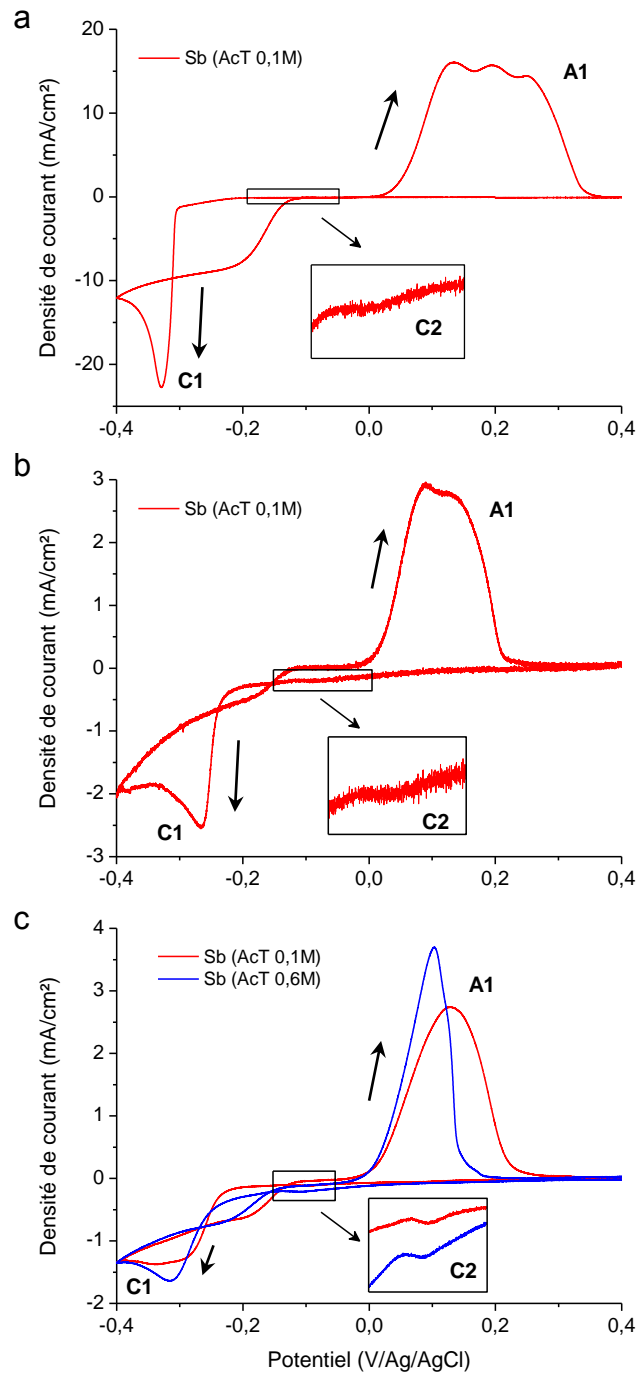 a
20
10
0
-10
-20
Densité de courant (mA/cm²)
Sb (AcT 0,1M)
A1
C1
C2
-0,4
-0,2
0,0
0,2
0,4
b
3
2
1
0
-1
-2
-3
Densité de courant (mA/cm²)
Sb (AcT 0,1M)
A1
C1
C2
-0,4
-0,2
0,0
0,2
0,4
c
4
3
2
1
0
-1
-2
Densité de courant (mA/cm²)
Sb (AcT 0,1M)
Sb (AcT 0,6M)
A1
C1
C2
-0,4
-0,2
0,0
0,2
0,4
Potentiel (V/Ag/AgCl)